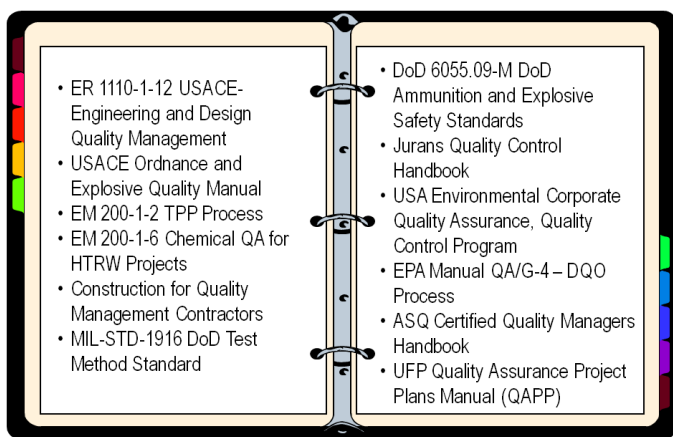 • ER 1110-1-12 USACE-
Engineering and Design
Quality Management
• USACE Ordnance and
Explosive Quality Manual
• EM 200-1-2 TPP Process
• EM 200-1-6 Chemical QA for
HTRW Projects
• Construction for Quality
Management Contractors
• MIL-STD-1916 DoD Test
Method Standard
• DoD 6055.09-M DoD
Ammunition and Explosive
Safety Standards
• Jurans Quality Control
Handbook
• USA Environmental Corporate
Quality Assurance, Quality
Control Program
• EPA Manual QA/G-4 – DQO
Process
• ASQ Certified Quality Managers
Handbook
• UFP Quality Assurance Project
Plans Manual (QAPP)